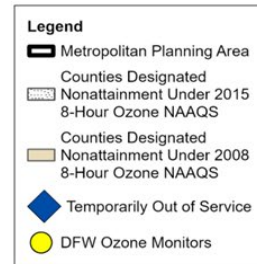 Legend
Metropolitan Planning Area
Counties Designated
Nonattainment Under 2015
8-Hour Ozone NAAQS
Counties Designated
Nonattainment Under 2008
8-Hour Ozone NAAQS
Temporarily Out of Service
DFW Ozone Monitors